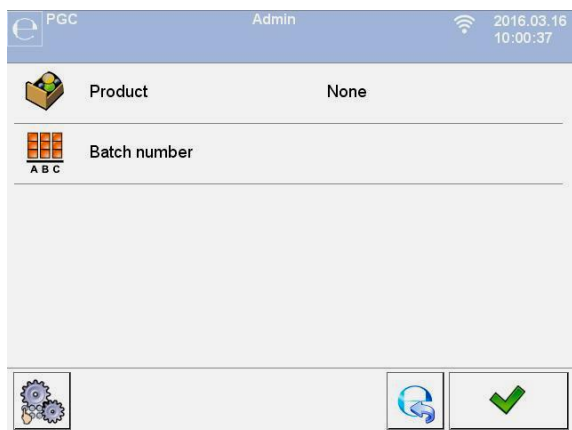 e PGC
Admin
2016.03.16
10:00:37
Product
None
Batch number
A B C